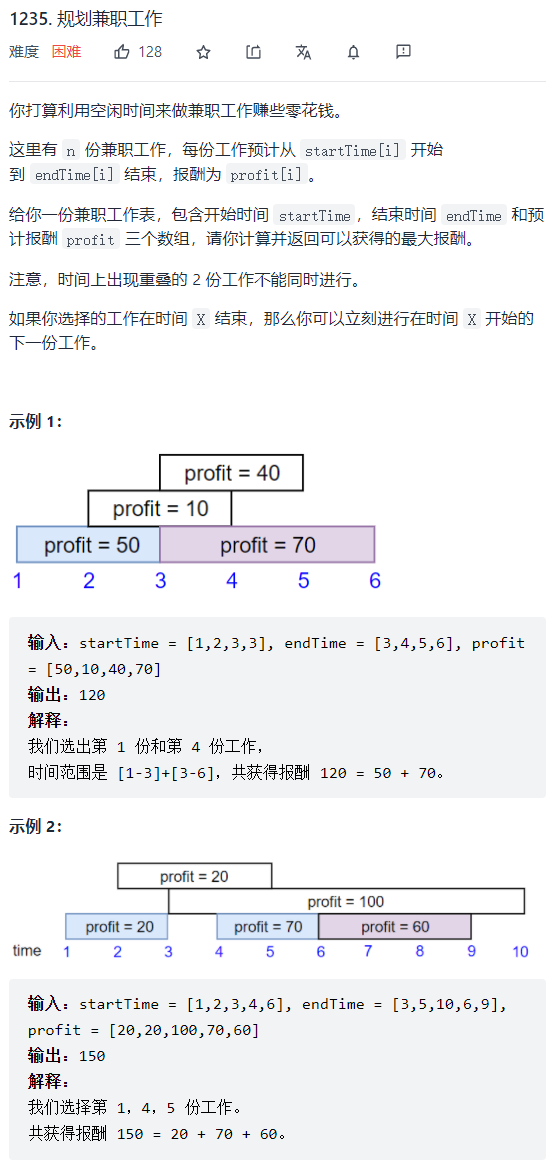 1235. 规划兼职工作
难度 困难 128
你打算利用空闲时间来做兼职工作赚些零花钱。
这里有 n 份兼职工作，每份工作预计从 startTime[i] 开始
到 endTime[i] 结束，报酬为 profit[i]。
给你一份兼职工作表，包含开始时间 startTime，结束时间 endTime 和预
计报酬 profit 三个数组，请你计算并返回可以获得的最大报酬。
注意，时间上出现重叠的 2 份工作不能同时进行。
如果你选择的工作在时间 X 结束，那么你可以立刻进行在时间 X 开始的
下一份工作。
示例 1：
profit = 40
profit = 10
profit = 50 profit = 70
1 2 3 4 5 6
输入：startTime = [1,2,3,3], endTime = [3,4,5,6], profit
= [50,10,40,70]
输出：120
解释：
我们选出第 1 份和第 4 份工作，
时间范围是 [1-3]+[3-6]，共获得报酬 120 = 50 + 70。
示例 2：
profit = 20
profit = 100
profit = 20 profit = 70 profit = 60
time 1 2 3 4 5 6 7 8 9 10
输入：startTime = [1,2,3,4,6], endTime = [3,5,10,6,9],
profit = [20,20,100,70,60]
输出：150
解释：
我们选择第 1，4，5 份工作。
共获得报酬 150 = 20 + 70 + 60。